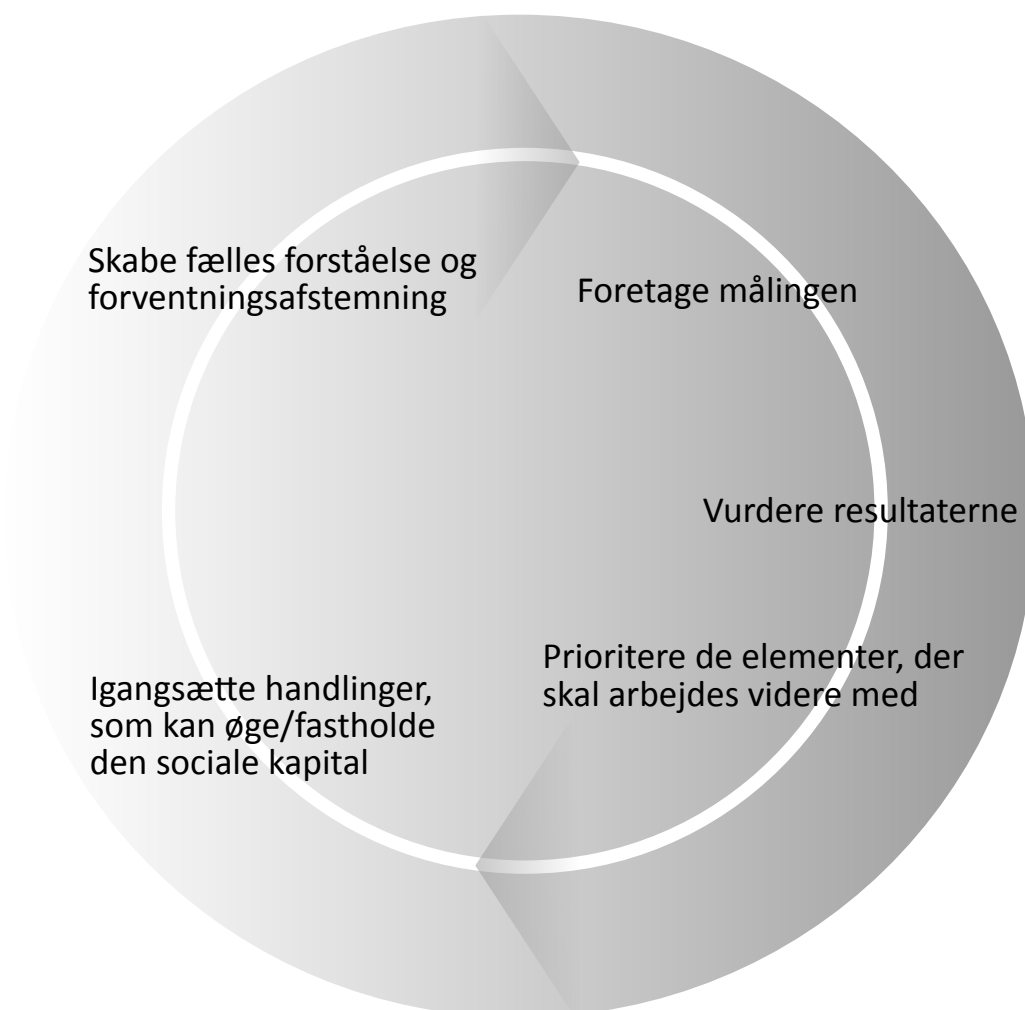 Skabe fælles forståelse og
forventningsafstemning
Foretage målingen
Vurdere resultaterne
Prioritere de elementer, der
skal arbejdes videre med
Igangsætte handlinger,
som kan øge/fastholde
den sociale kapital